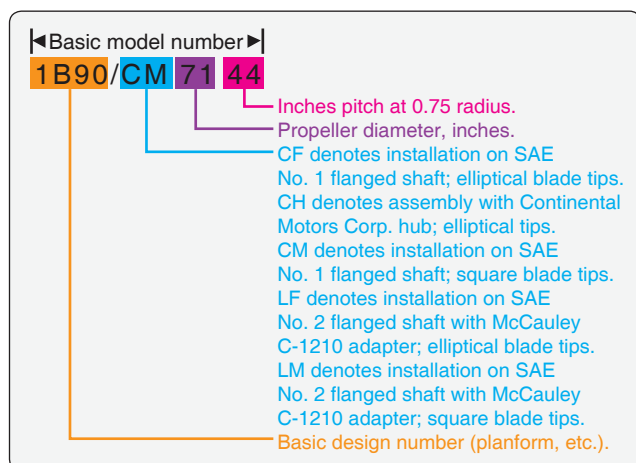 Basic model number
1B90/CM 71 44
Inches pitch at 0.75 radius.
Propeller diameter, inches.
CF denotes installation on SAE
No. 1 flanged shaft; elliptical blade tips.
CH denotes assembly with Continental
Motors Corp. hub; elliptical tips.
CM denotes installation on SAE
No. 1 flanged shaft; square blade tips.
LF denotes installation on SAE
No. 2 flanged shaft with McCauley
C-1210 adapter; elliptical blade tips.
LM denotes installation on SAE
No. 2 flanged shaft with McCauley
C-1210 adapter; square blade tips.
Basic design number (planform, etc.).